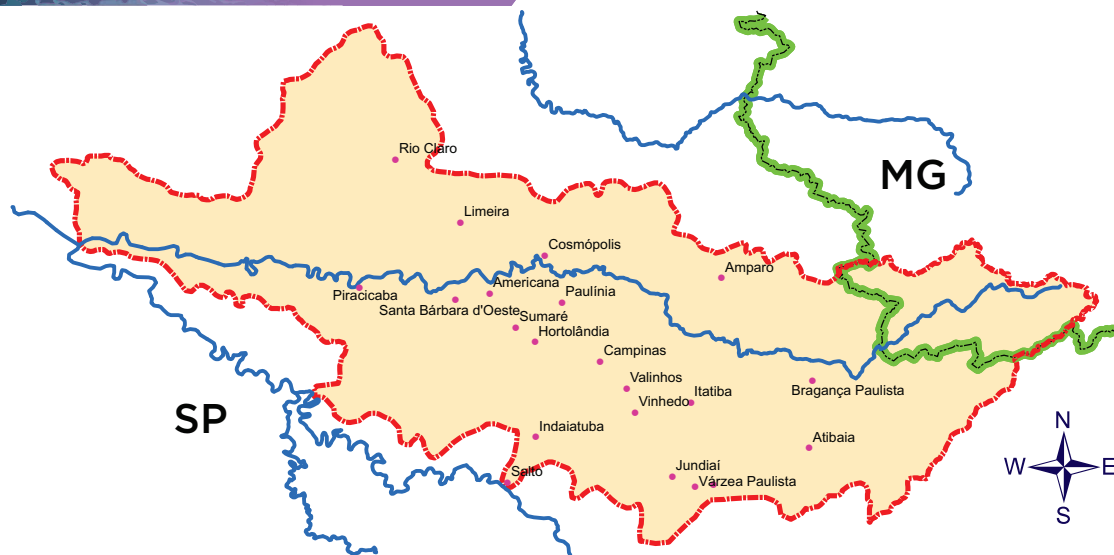 MG
Rio Claro
Limeira
Cosmópolis
Amparo
Americana
Piracicaba
Paulínia
Santa Bárbara d'Oeste
Sumaré
Hortolândia
Campinas
Valinhos
Itatiba
Bragança Paulista
Vinhedo
SP
Indaiatuba
Atibaia
N
W
E
S
Jundiaí
Salto
Várzea Paulista